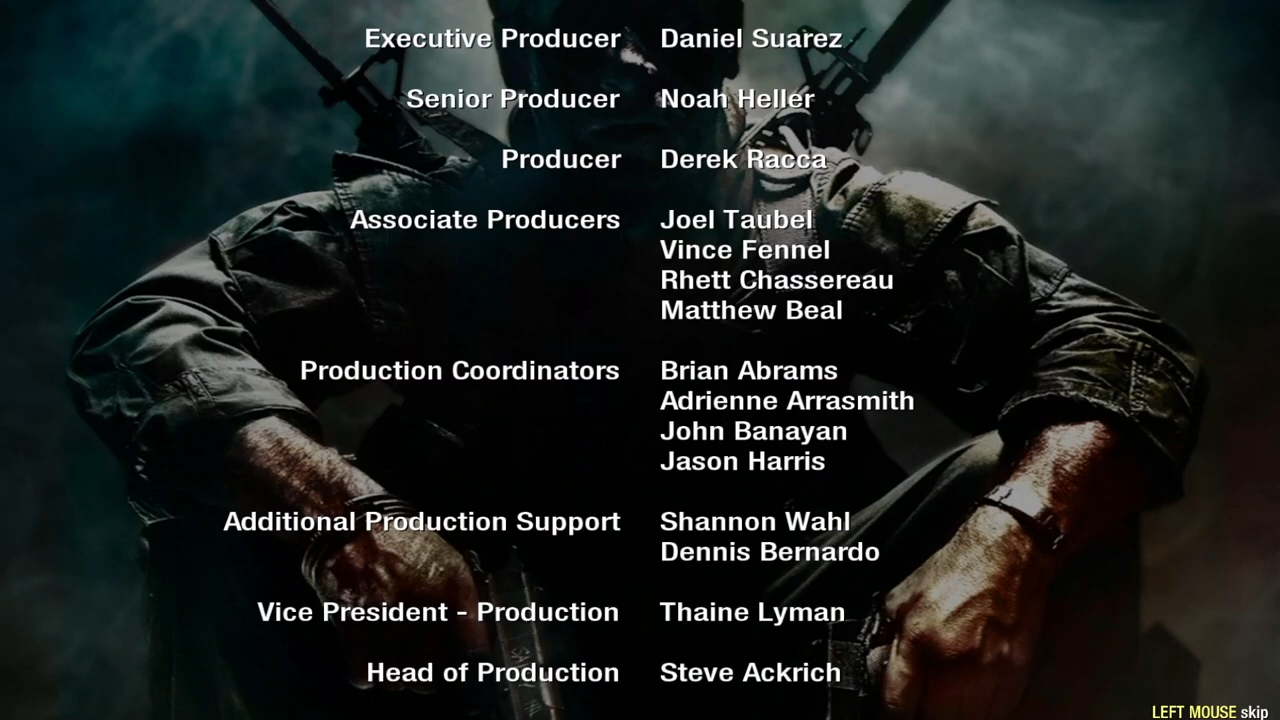 Executive Producer Daniel Suarez
Senior Producer Noah Heller
Producer Derek Racca
Associate Producers Joel Taubel
Vince Fennel
Rhett Chassereau
Matthew Beal
Production Coordinators Brian Abrams
Adrienne Arrasmith
John Banayan
Jason Harris
Additional Production Support Shannon Wahl
Dennis Bernardo
Vice President - Production Thaine Lyman
Head of Production Steve Ackrich
LEFT MOUSE skip